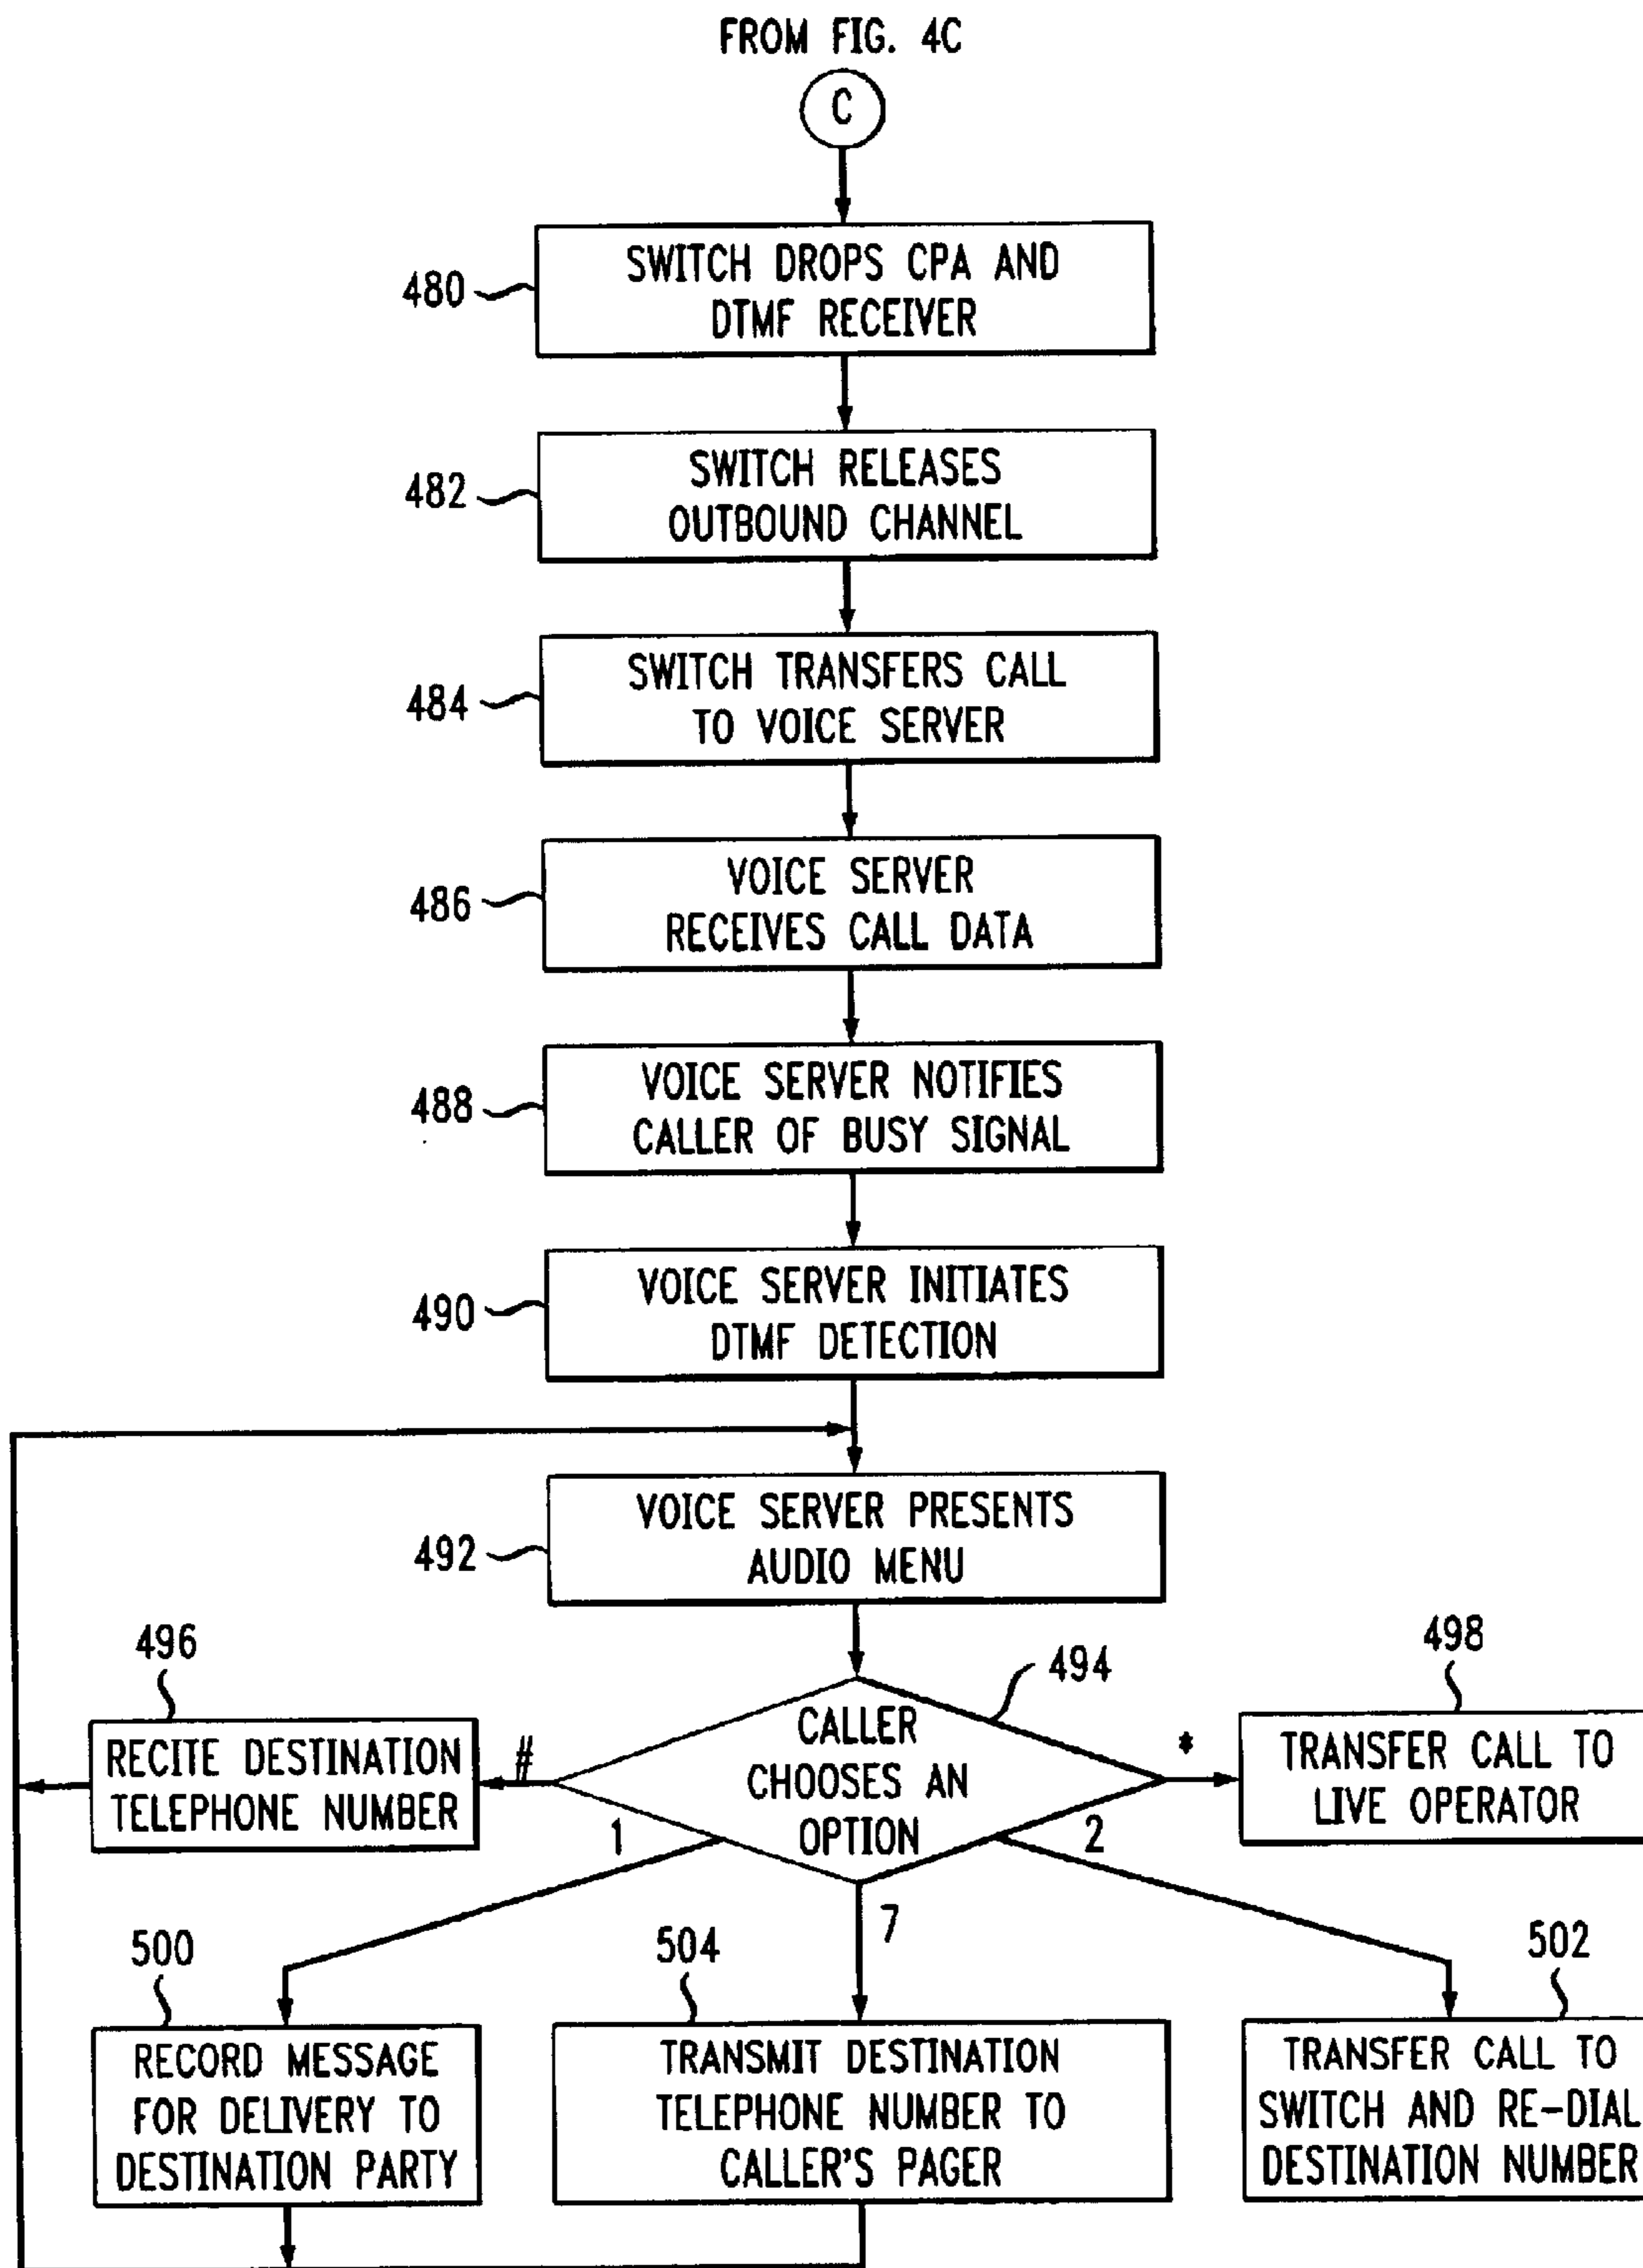 FROM FIG. 4C
C
480
SWITCH DROPS CPA AND
DTMF RECEIVER
482
SWITCH RELEASES
OUTBOUND CHANNEL
484
SWITCH TRANSFERS CALL
TO VOICE SERVER
486
VOICE SERVER
RECEIVES CALL DATA
488
VOICE SERVER NOTIFIES
CALLER OF BUSY SIGNAL
490
VOICE SERVER INITIATES
DTMF DETECTION
492
VOICE SERVER PRESENTS
AUDIO MENU
494
CALLER
CHOOSES AN
OPTION
496
RECITE DESTINATION
TELEPHONE NUMBER
#
*
498
TRANSFER CALL TO
LIVE OPERATOR
1
7
2
500
RECORD MESSAGE
FOR DELIVERY TO
DESTINATION PARTY
504
TRANSMIT DESTINATION
TELEPHONE NUMBER TO
CALLER'S PAGER
502
TRANSFER CALL TO
SWITCH AND RE-DIAL
DESTINATION NUMBER